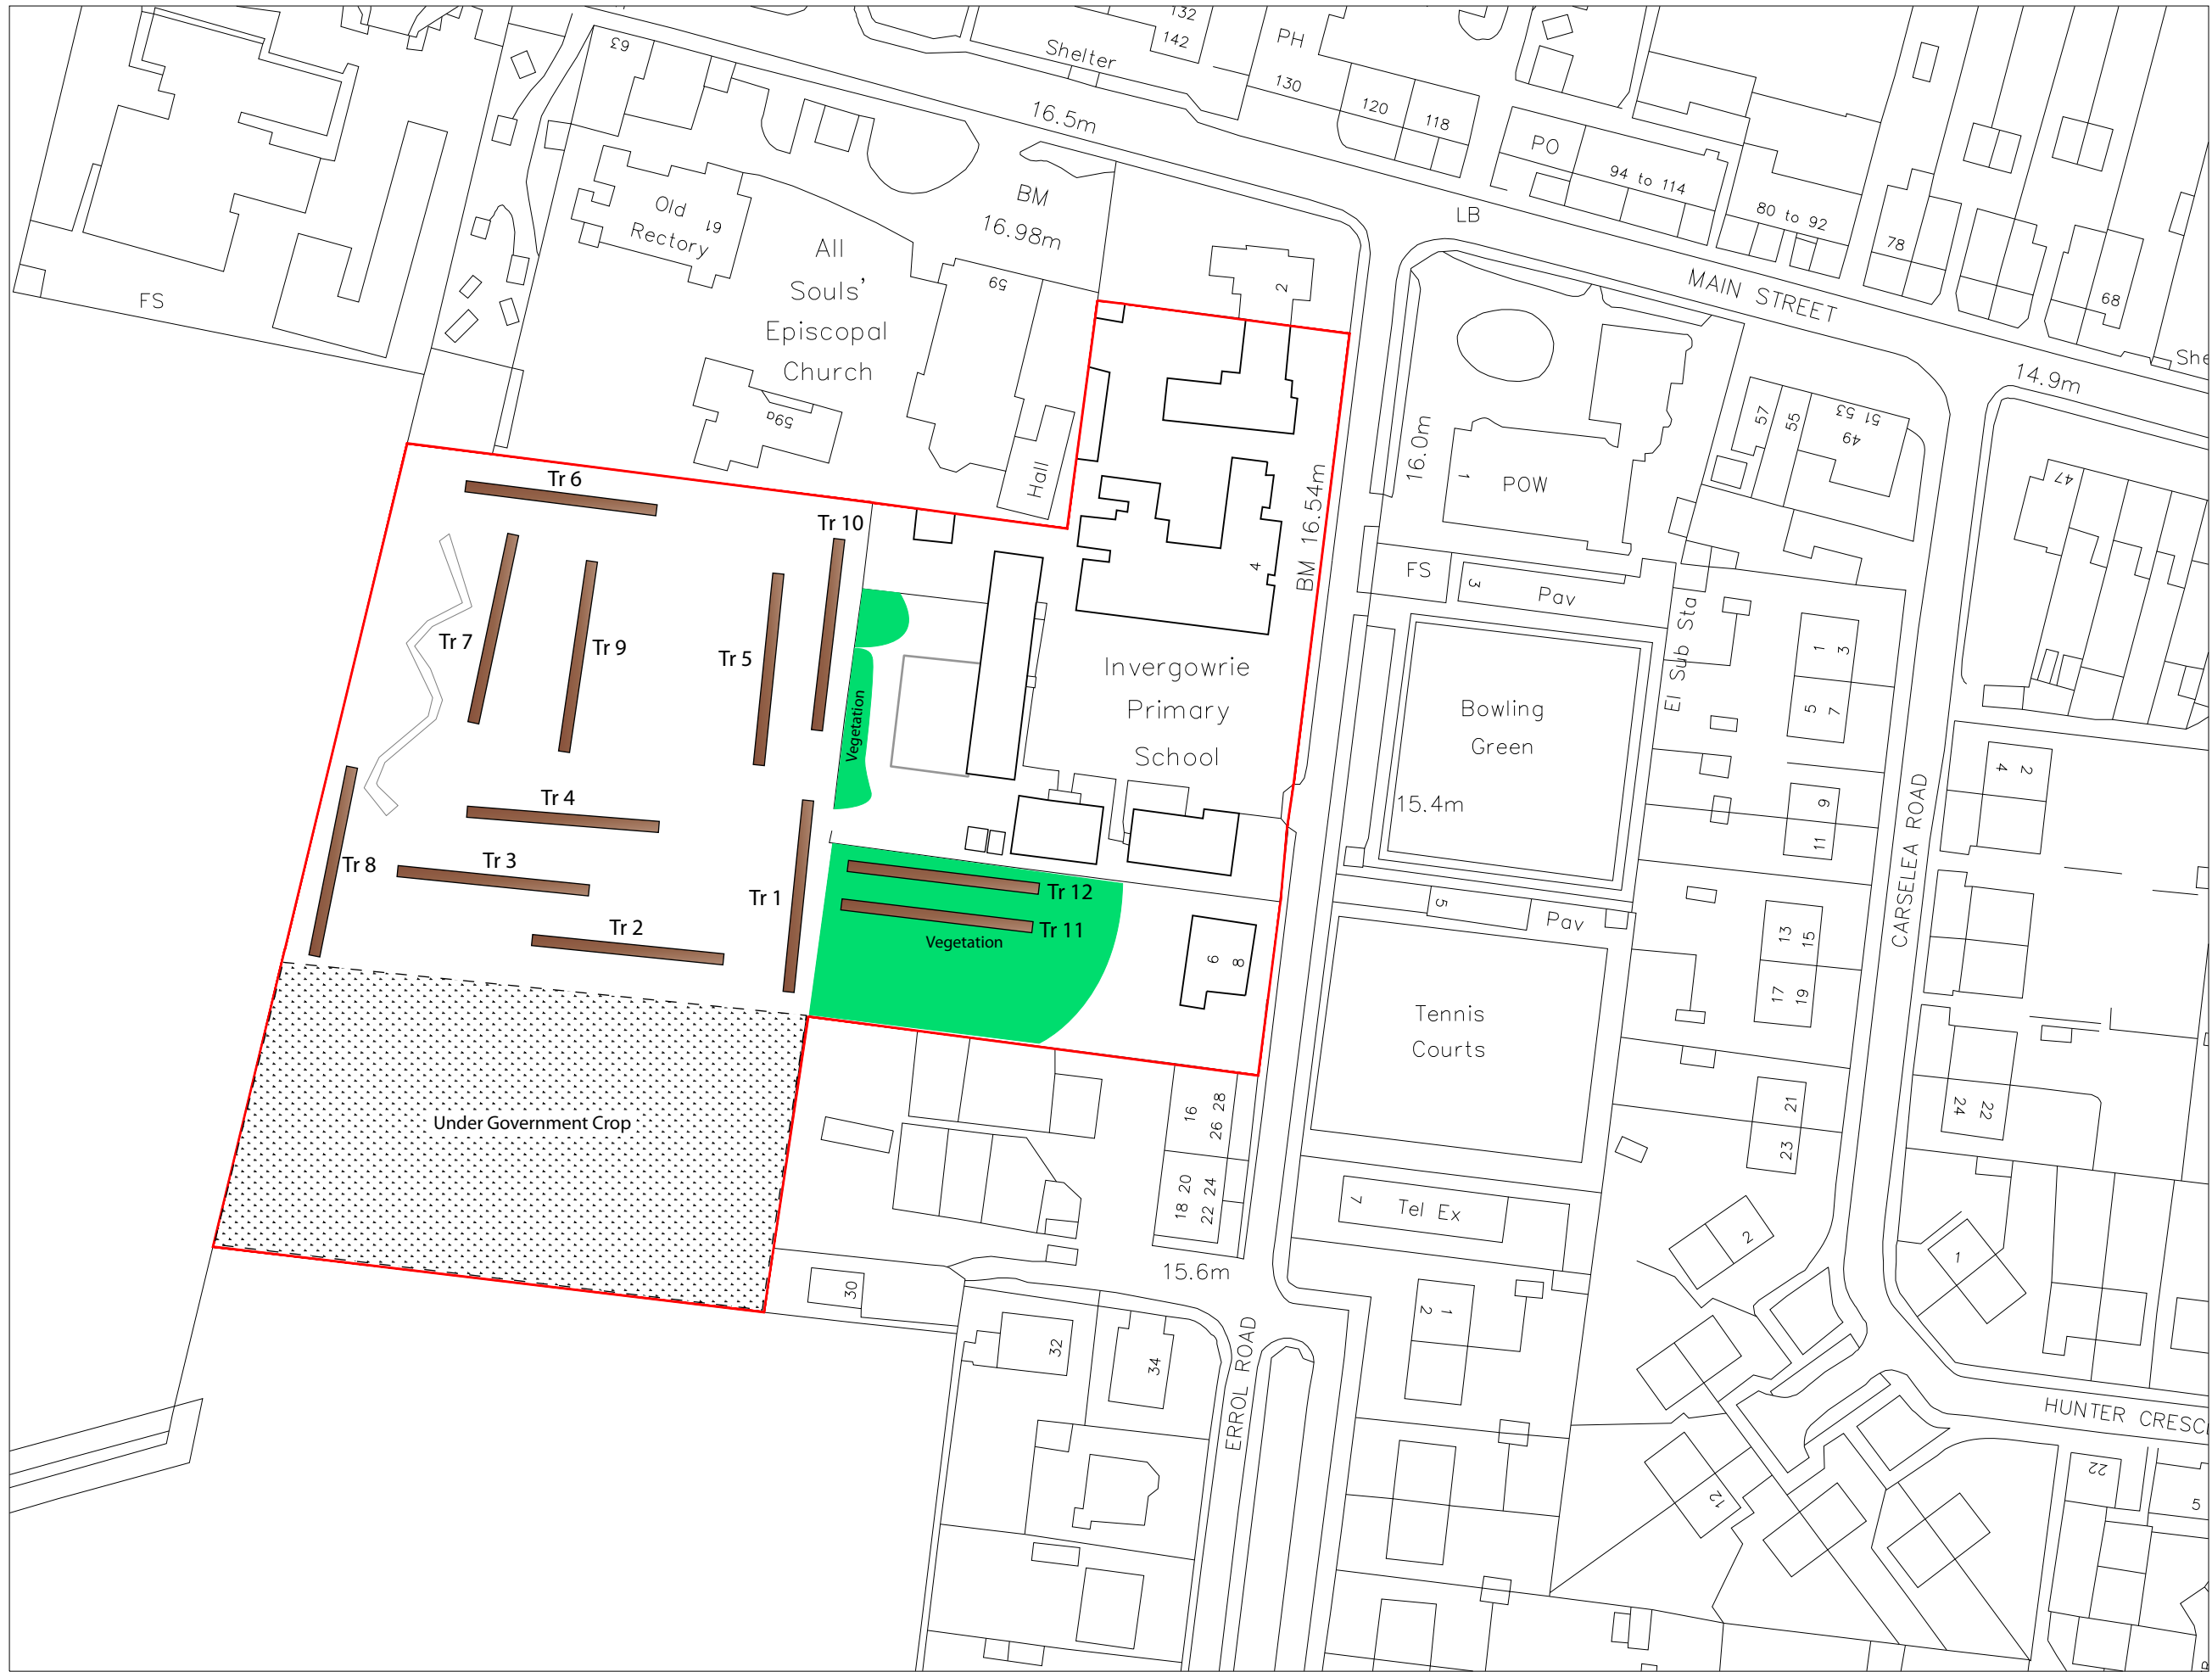 63
132
142
Shelter
PH
130
120
118
16.5m
PO
94 to 114
80 to 92
LB
78
68
MAIN STREET
She
14.9m
Old
Rectory
61
All
Souls'
Episcopal
Church
BM
16.98m
59
59a
Hall
FS
2
16.0m
BM 16.54m
1
POW
57
55
51 53
49
47
4
FS
3
Pav
El Sub Sta
1
3
5
7
Tr 6
Tr 10
Tr 7
Tr 9
Tr 5
Vegetation
Invergowrie
Primary
School
Bowling
Green
15.4m
2
4
9
11
CARSELEA ROAD
Tr 4
Tr 8
Tr 3
Tr 1
Tr 2
Tr 12
Tr 11
Vegetation
6
8
5
Pav
13
15
17
19
Tennis
Courts
Under Government Crop
16
26 28
18 20
22 24
21
23
24
22
7
Tel Ex
15.6m
30
32
34
1
2
2
1
ERROL ROAD
12
HUNTER CRESC
22
5